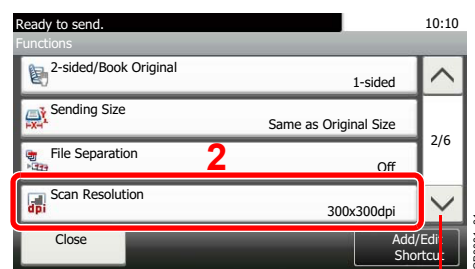 Ready to send.
10:10
Functions
2-sided/Book Original
1-sided
Sending Size
Same as Original Size
2/6
File Separation
2
Off
Scan Resolution
dpi
300x300dpi
Close
Add/Edit
Shortcut